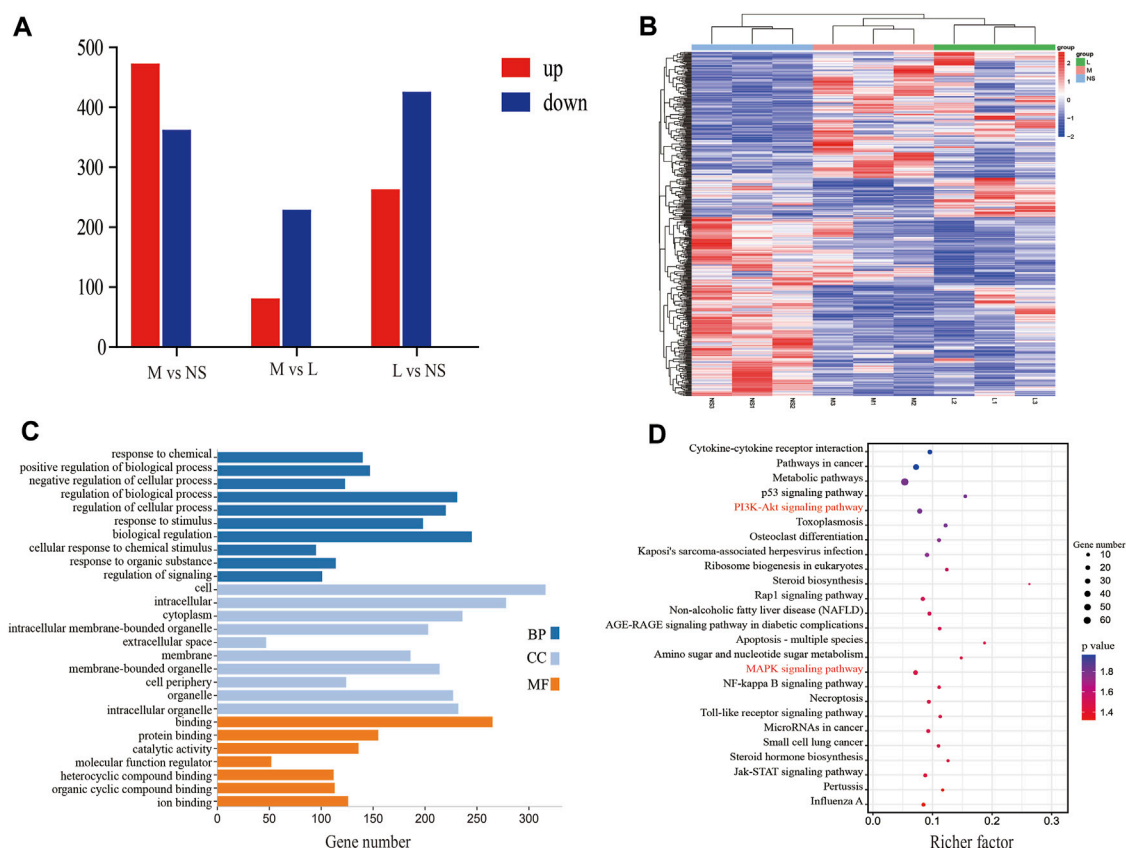 A
500
400
300
200
100
0
up
down
M vs NS
M vs L
L vs NS
B
group
2
1
0
−1
−2
group
L
M
NS
NS3
NS1
NS2
M3
M1
M2
L2
L1
L3
C
response to chemical
positive regulation of biological process
negative regulation of cellular process
regulation of biological process
regulation of cellular process
response to stimulus
biological regulation
cellular response to chemical stimulus
response to organic substance
regulation of signaling
cell
intracellular
cytoplasm
intracellular membrane-bounded organelle
extracellular space
membrane
membrane-bounded organelle
cell periphery
organelle
intracellular organelle
binding
protein binding
catalytic activity
molecular function regulator
heterocyclic compound binding
organic cyclic compound binding
ion binding
BP
CC
MF
0 50 100 150 200 250 300
Gene number
D
Cytokine-cytokine receptor interaction
Pathways in cancer
Metabolic pathways
p53 signaling pathway
PI3K-Akt signaling pathway
Toxoplasmosis
Osteoclast differentiation
Kaposi's sarcoma-associated herpesvirus infection
Ribosome biogenesis in eukaryotes
Steroid biosynthesis
Rap1 signaling pathway
Non-alcoholic fatty liver disease (NAFLD)
AGE-RAGE signaling pathway in diabetic complications
Apoptosis - multiple species
Amino sugar and nucleotide sugar metabolism
MAPK signaling pathway
NF-kappa B signaling pathway
Necroptosis
Toll-like receptor signaling pathway
MicroRNAs in cancer
Small cell lung cancer
Steroid hormone biosynthesis
Jak-STAT signaling pathway
Pertussis
Influenza A
0.0 0.1 0.2 0.3
Richer factor
Gene number
10
20
30
40
50
60
p value
1.8
1.6
1.4